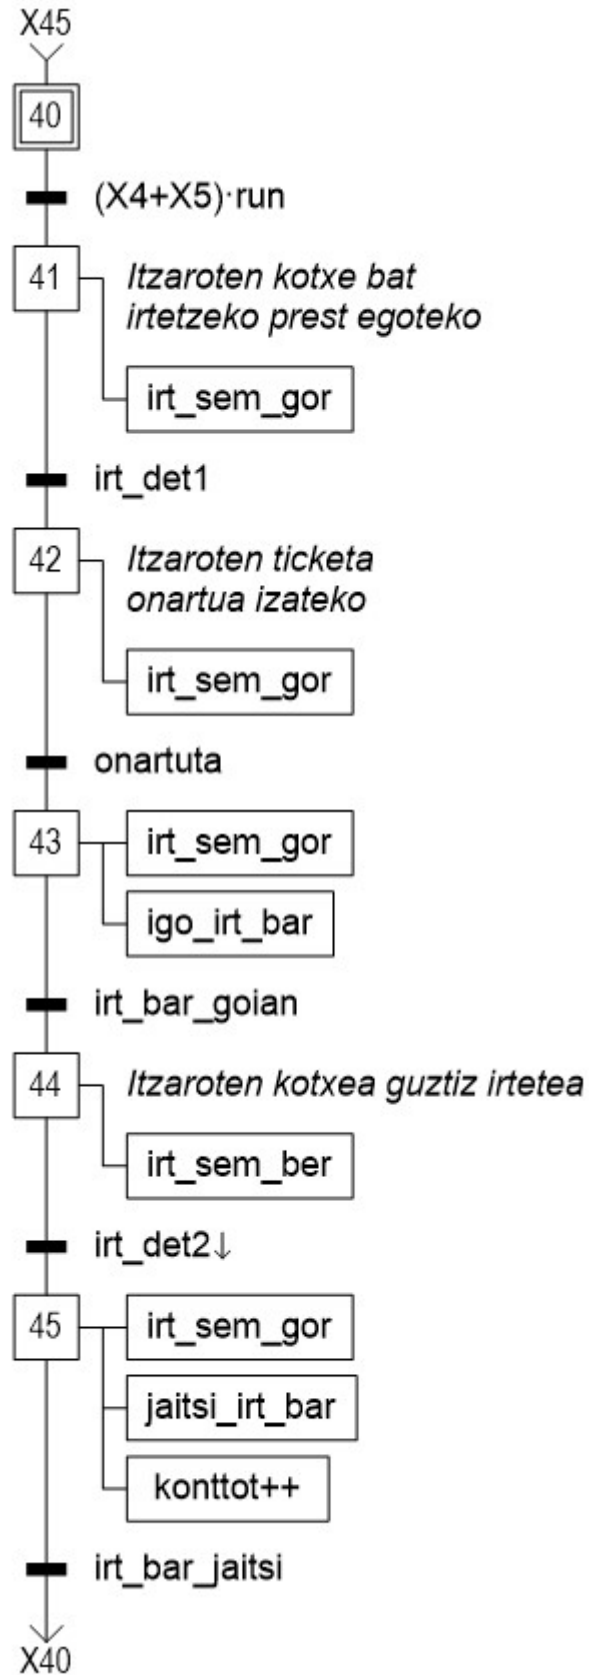 X45
40
(X4+X5)·run
41
Itzaroten kotxe bat
irtetzeko prest egoteko
irt_sem_gor
irt_det1
42
Itzaroten ticketa
onartua izateko
irt_sem_gor
onartuta
43
irt_sem_gor
igo_irt_bar
irt_bar_goian
44
Itzaroten kotxea guztiz irtetea
irt_sem_ber
irt_det2↓
45
irt_sem_gor
jaitsi_irt_bar
konttot++
irt_bar_jaitsi
X40